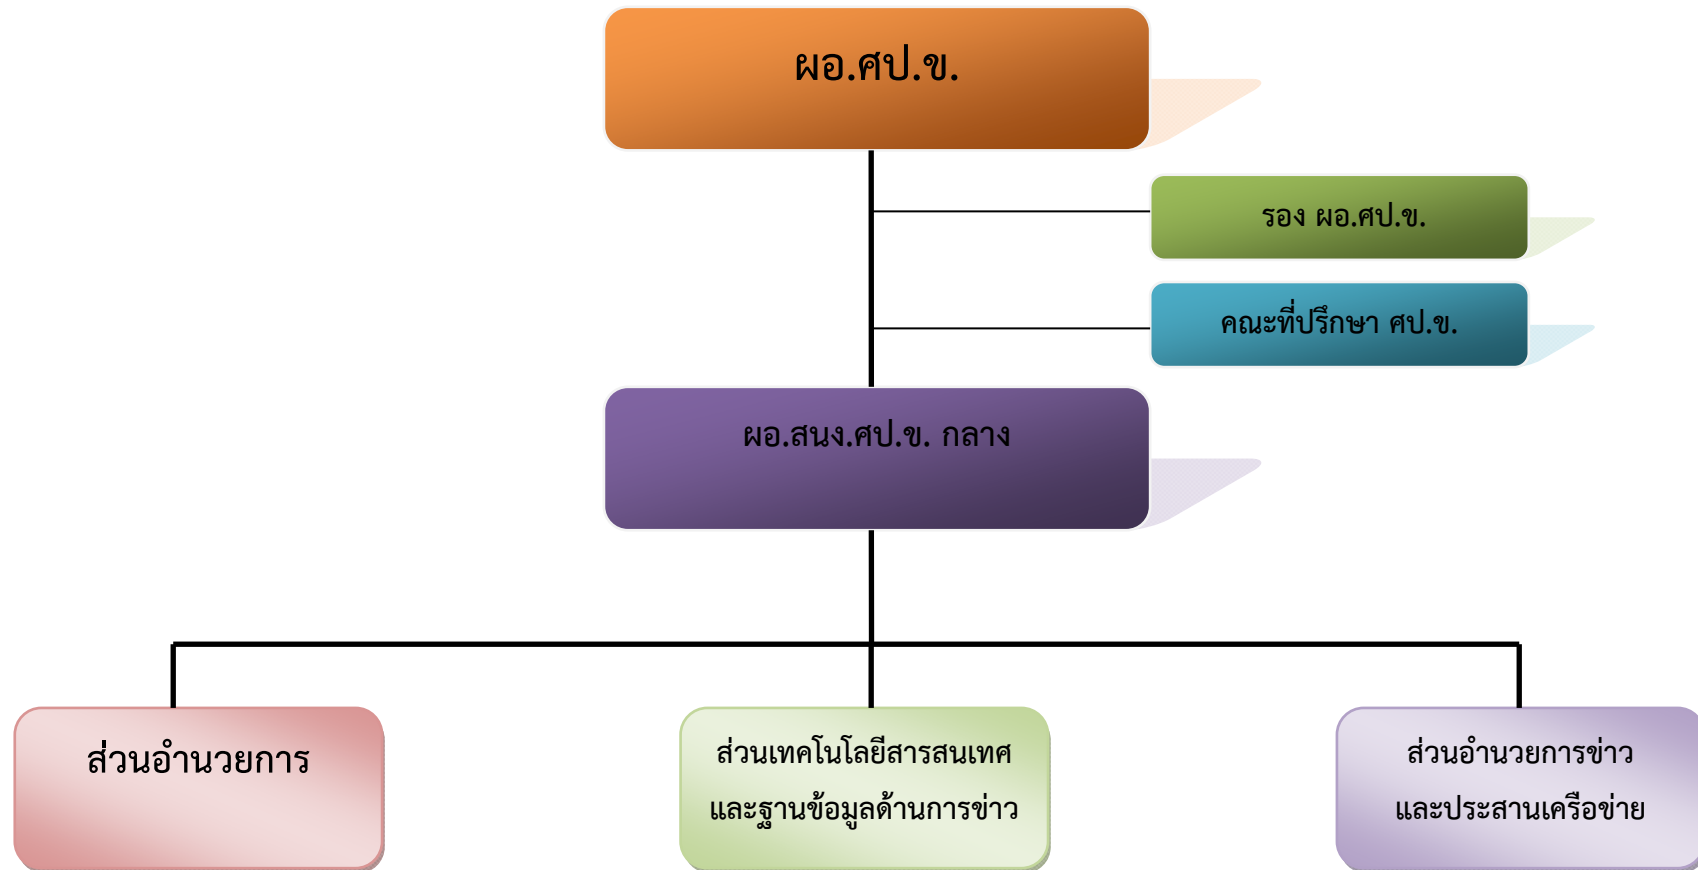 ผอ.ศป.ข.
รอง ผอ.ศป.ข.
คณะที่ปรึกษา ศป.ข.
ผอ.สนง.ศป.ข. กลาง
ส่วนอำนวยการ
ส่วนเทคโนโลยีสารสนเทศ
และฐานข้อมูลด้านการข่าว
ส่วนอำนวยการข่าว
และประสานเครือข่าย